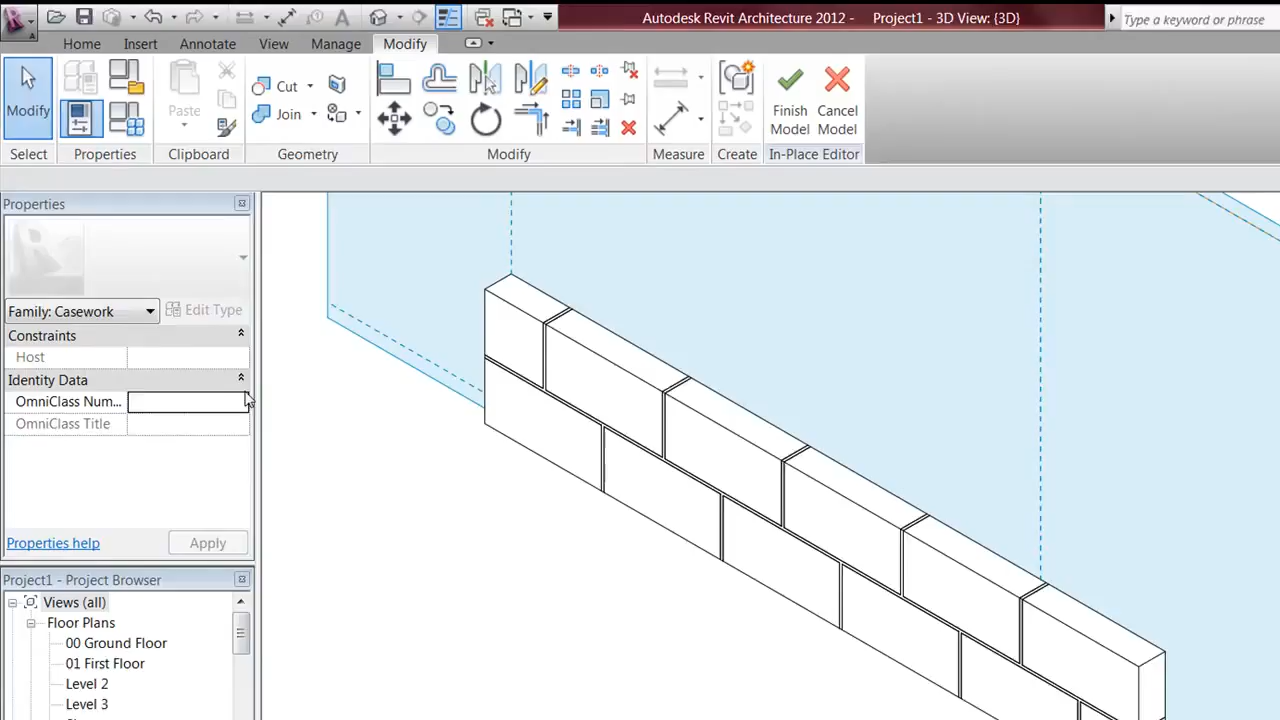 Autodesk Revit Architecture 2012 - Project1 - 3D View: {3D}
Type a keyword or phrase
Home Insert Annotate View Manage Modify
Modify
Paste
Cut
Join
Finish Model
Cancel Model
Select Properties Clipboard Geometry Modify Measure Create In-Place Editor
Properties
Family: Casework Edit Type
Constraints
Host
Identity Data
OmniClass Num...
OmniClass Title
Properties help Apply
Project1 - Project Browser
Views (all)
Floor Plans
00 Ground Floor
01 First Floor
Level 2
Level 3